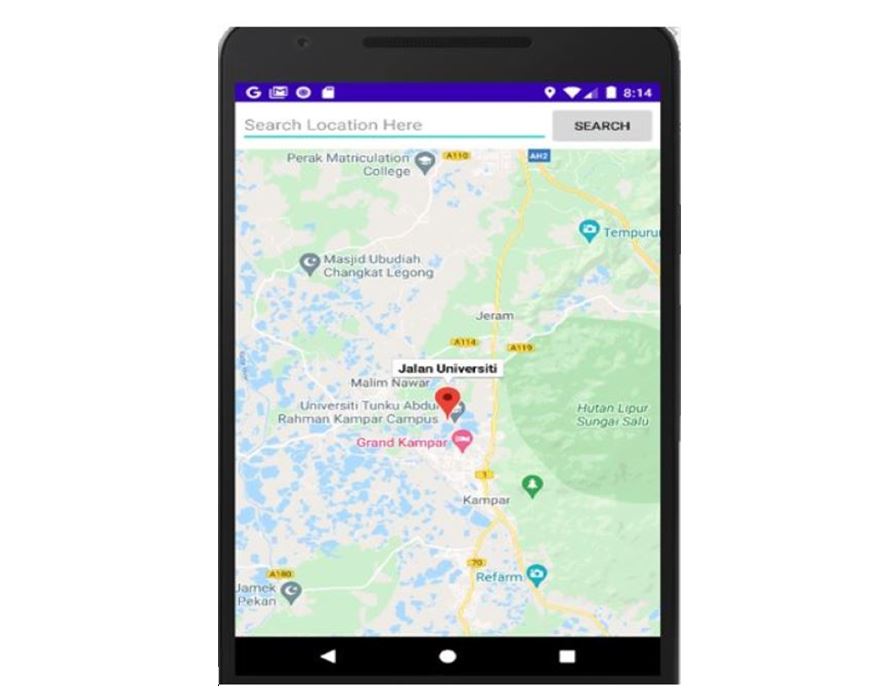 G
8:14
Search Location Here
SEARCH
Perak Matriculation
College
A110
AH2
Tempuru
Masjid Ubudiah
Changkat Legong
Jeram
A114
A119
Jalan Universiti
Malim Nawar
Universiti Tunku Abdul
Rahman Kampar Campus
Hutan Lipur
Sungai Salu
Grand Kampar
1
Kampar
70
A180
Refarm
Jamek
Pekan